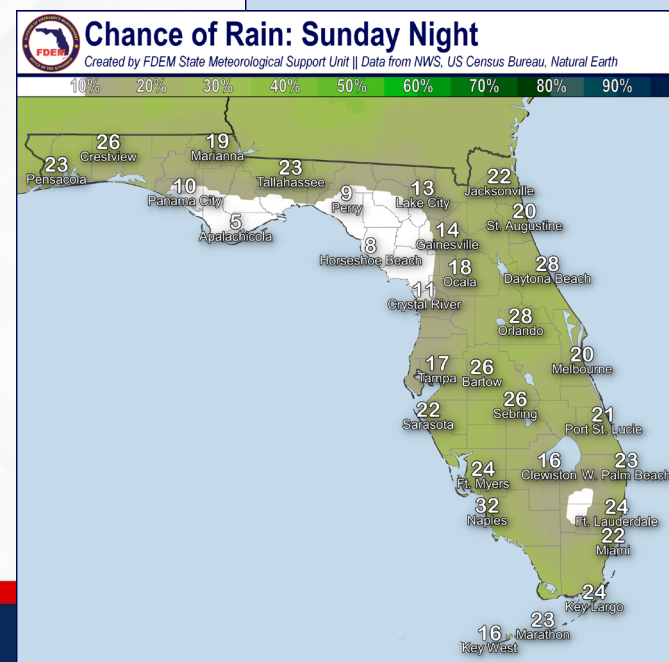 Chance of Rain: Sunday Night
Created by FDEM State Meteorological Support Unit || Data from NWS, US Census Bureau, Natural Earth
FDEM
10% 20% 30% 40% 50% 60% 70% 80% 90%
26
Crestview
19
Marianna
23
Pensacola
23
Tallahassee
10
Panama City
5
Apalachicola
9
Perry
13
Lake City
22
Jacksonville
20
St. Augustine
14
Gainesville
8
Horseshoe Beach
18
Ocala
28
Daytona Beach
11
Crystal River
28
Orlando
17
Tampa
26
Bartow
20
Melbourne
22
Sarasota
26
Sebring
21
Port St. Lucie
24
Ft. Myers
16
Clewiston
23
W. Palm Beach
32
Naples
24
Ft. Lauderdale
22
Miami
24
Key Largo
23
Marathon
16
Key West